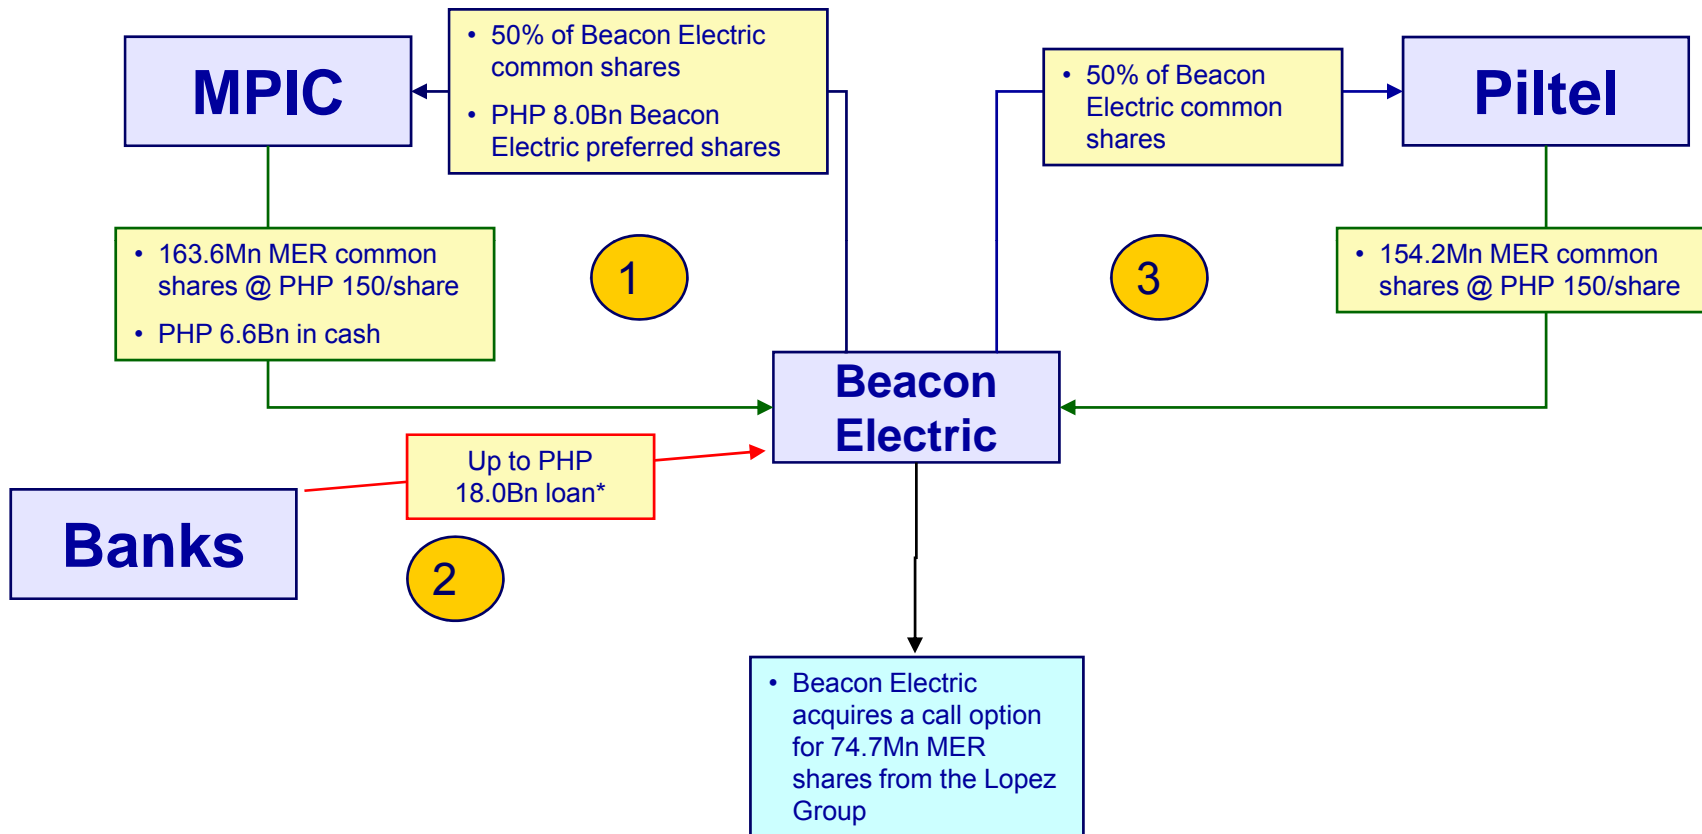 MPIC
• 50% of Beacon Electric
common shares
• PHP 8.0Bn Beacon
Electric preferred shares
• 50% of Beacon
Electric common
shares
Piltel
• 163.6Mn MER common
shares @ PHP 150/share
• PHP 6.6Bn in cash
1
3
• 154.2Mn MER common
shares @ PHP 150/share
Beacon
Electric
Up to PHP
18.0Bn loan*
Banks
2
• Beacon Electric
acquires a call option
for 74.7Mn MER
shares from the Lopez
Group